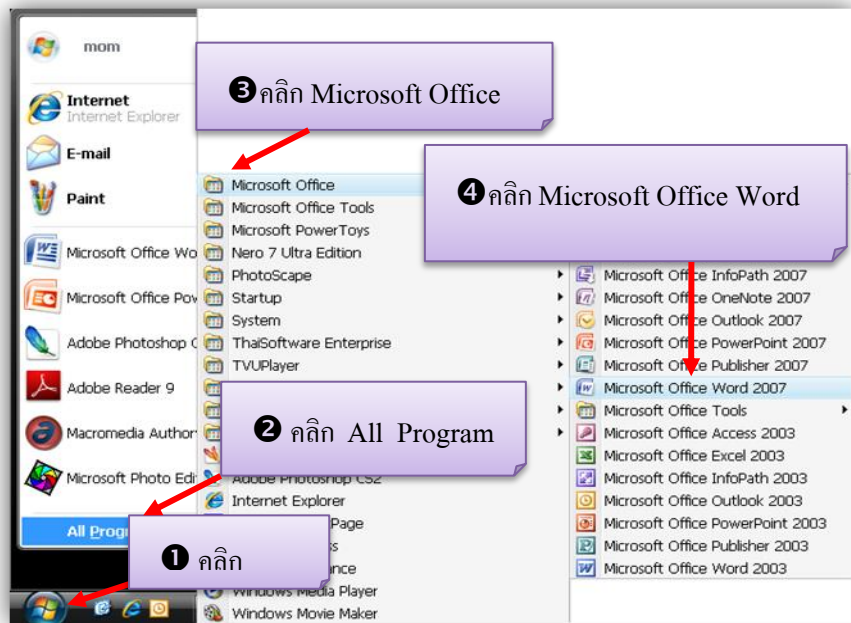 mom
Internet
Internet Explorer
E-mail
Paint
Microsoft Office Wo
Microsoft Office Pow
Adobe Photoshop C
Adobe Reader 9
Macromedia Author
Microsoft Photo Edi
All Prog
❸คลิก Microsoft Office
Microsoft Office
Microsoft Office Tools
Microsoft PowerToys
Nero 7 Ultra Edition
PhotoScape
Startup
System
ThaiSoftware Enterprise
TVUPlayer
❷ คลิก All Program
Adobe Photoshop CS2
Internet Explorer
Page
❶ คลิก
Windows Media Player
Windows Movie Maker
❹คลิก Microsoft Office Word
Microsoft Office InfoPath 2007
Microsoft Office OneNote 2007
Microsoft Office Outlook 2007
Microsoft Office PowerPoint 2007
Microsoft Office Publisher 2007
Microsoft Office Word 2007
Microsoft Office Tools
Microsoft Office Access 2003
Microsoft Office Excel 2003
Microsoft Office InfoPath 2003
Microsoft Office Outlook 2003
Microsoft Office PowerPoint 2003
Microsoft Office Publisher 2003
Microsoft Office Word 2003